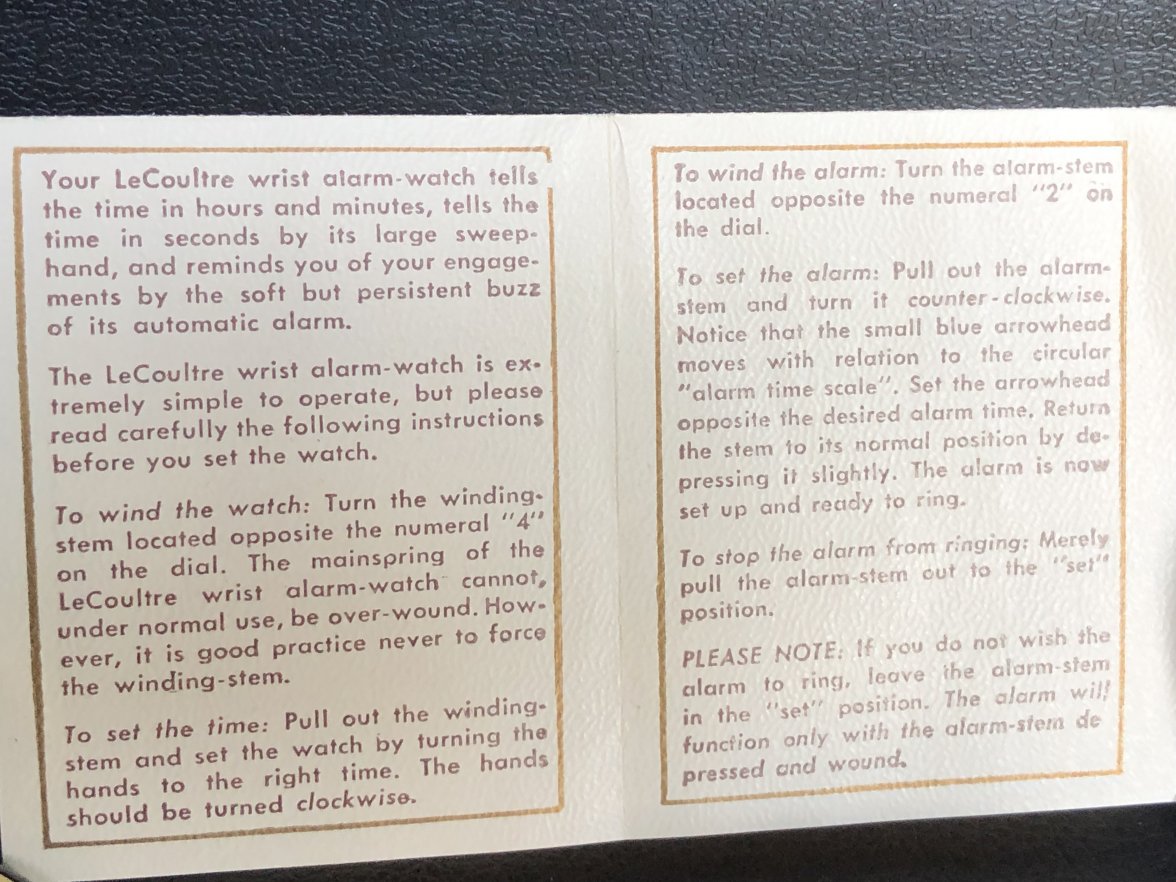 Your LeCoultre wrist alarm-watch tells
the time in hours and minutes, tells the
time in seconds by its large sweep-
hand, and reminds you of your engage-
ments by the soft but persistent buzz
of its automatic alarm.
The LeCoultre wrist alarm-watch is ex-
tremely simple to operate, but please
read carefully the following instructions
before you set the watch.
To wind the watch: Turn the winding-
stem located opposite the numeral "4"
on the dial. The mainspring of the
LeCoultre wrist alarm-watch cannot,
under normal use, be over-wound. How-
ever, it is good practice never to force
the winding-stem.
To set the time: Pull out the winding-
stem and set the watch by turning the
hands to the right time. The hands
should be turned clockwise.
To wind the alarm: Turn the alarm-stem
located opposite the numeral "2" on
the dial.
To set the alarm: Pull out the alarm-
stem and turn it counter-clockwise.
Notice that the small blue arrowhead
moves with relation to the circular
"alarm time scale". Set the arrowhead
opposite the desired alarm time. Return
the stem to its normal position by de-
pressing it slightly. The alarm is now
set up and ready to ring.
To stop the alarm from ringing: Merely
pull the alarm-stem out to the "set"
position.
PLEASE NOTE: If you do not wish the
alarm to ring, leave the alarm-stem
in the "set" position. The alarm will
function only with the alarm-stem de
pressed and wound.